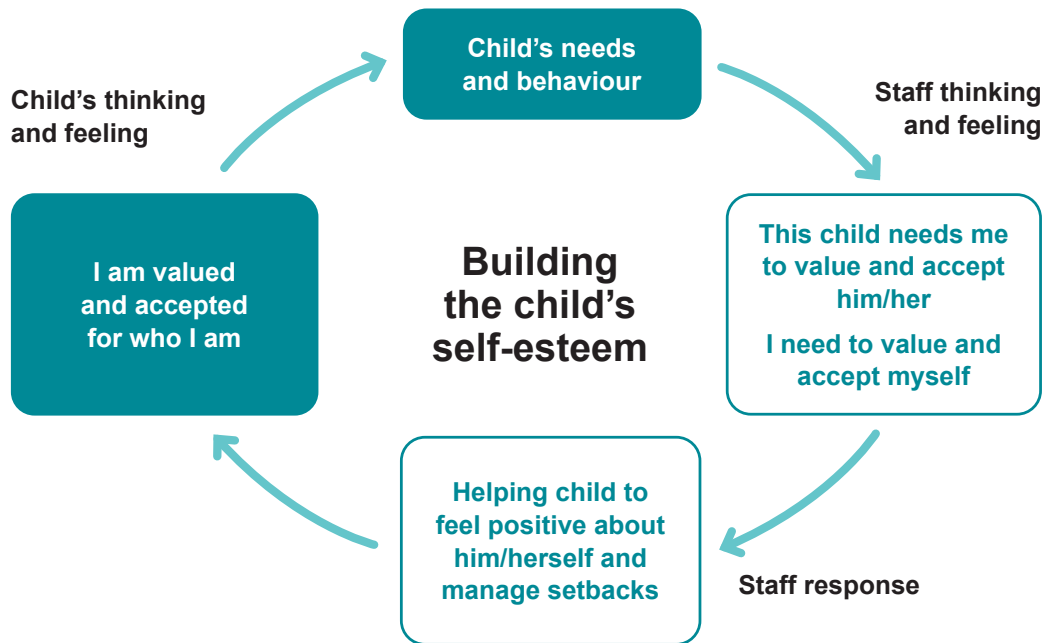 Child’s needs
and behaviour
Staff thinking
and feeling
This child needs me
to value and accept
him/her
I need to value and
accept myself
Staff response
Helping child to
feel positive about
him/herself and
manage setbacks
I am valued
and accepted
for who I am
Child’s thinking
and feeling
Building
the child’s
self-esteem